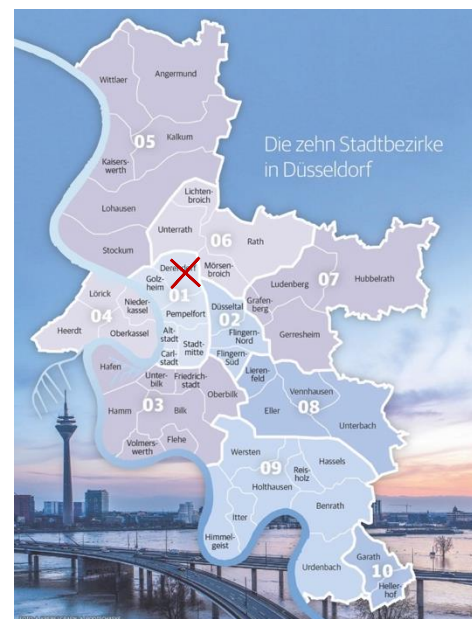 Die zehn Stadtbezirke
in Düsseldorf
Wittlaer
Angermund
05
Kalkum
Kaisers-
werth
Lohausen
Stockum
Lichten-
broich
Unterrath
06
Rath
Mörsen-
broich
Golz-
heim
01
Pempelfort
Alt-
stadt
Carl-
stadt
Stadt-
mitte
Düsseltal
02
Flingern-
Nord
Flingern-
Süd
Grafen-
berg
Ludenberg
07
Hubbelrath
Gerresheim
Lörick
04
Nieder-
kassel
Heerdt
Oberkassel
Hafen
Unter-
bilk
Friedrich-
stadt
Oberbilk
03
Hamm
Bilk
Volmers-
werth
Flehe
Lieren-
feld
Eller
Vennhausen
08
Unterbach
Wersten
09
Hassels
Reis-
holz
Holthausen
Itter
Himmel-
geist
Benrath
Urdenbach
Garath
10
Heller-
hof